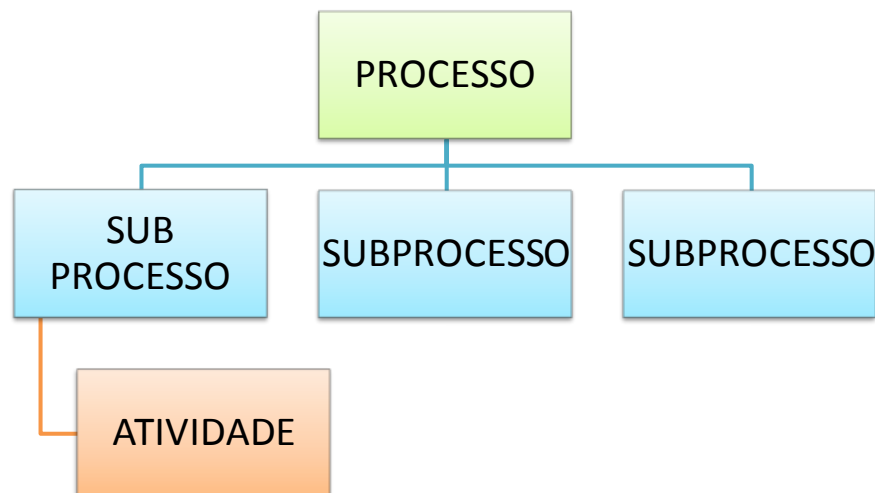 PROCESSO
SUB
PROCESSO
SUBPROCESSO
SUBPROCESSO
ATIVIDADE